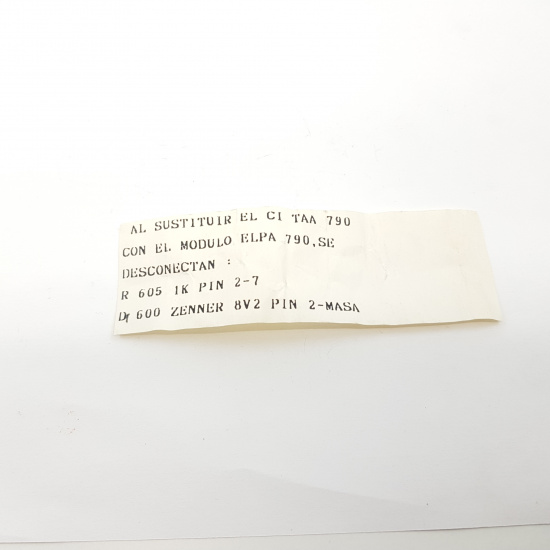 AL SUSTITUIR EL CI TAA 790
CON EL MODULO ELPA 790,SE
DESCONECTAN :
R 605 1K PIN 2-7
Df 600 ZENNER 8V2 PIN 2-MASA